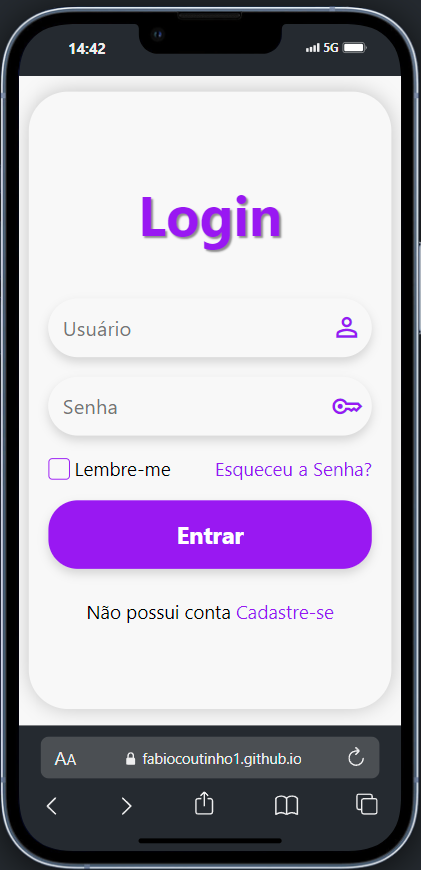 14:42 5G
Login
Usuário
Senha
Lembre-me Esqueceu a Senha?
Entrar
Não possui conta Cadastre-se
AA fabiocoutinho1.github.io